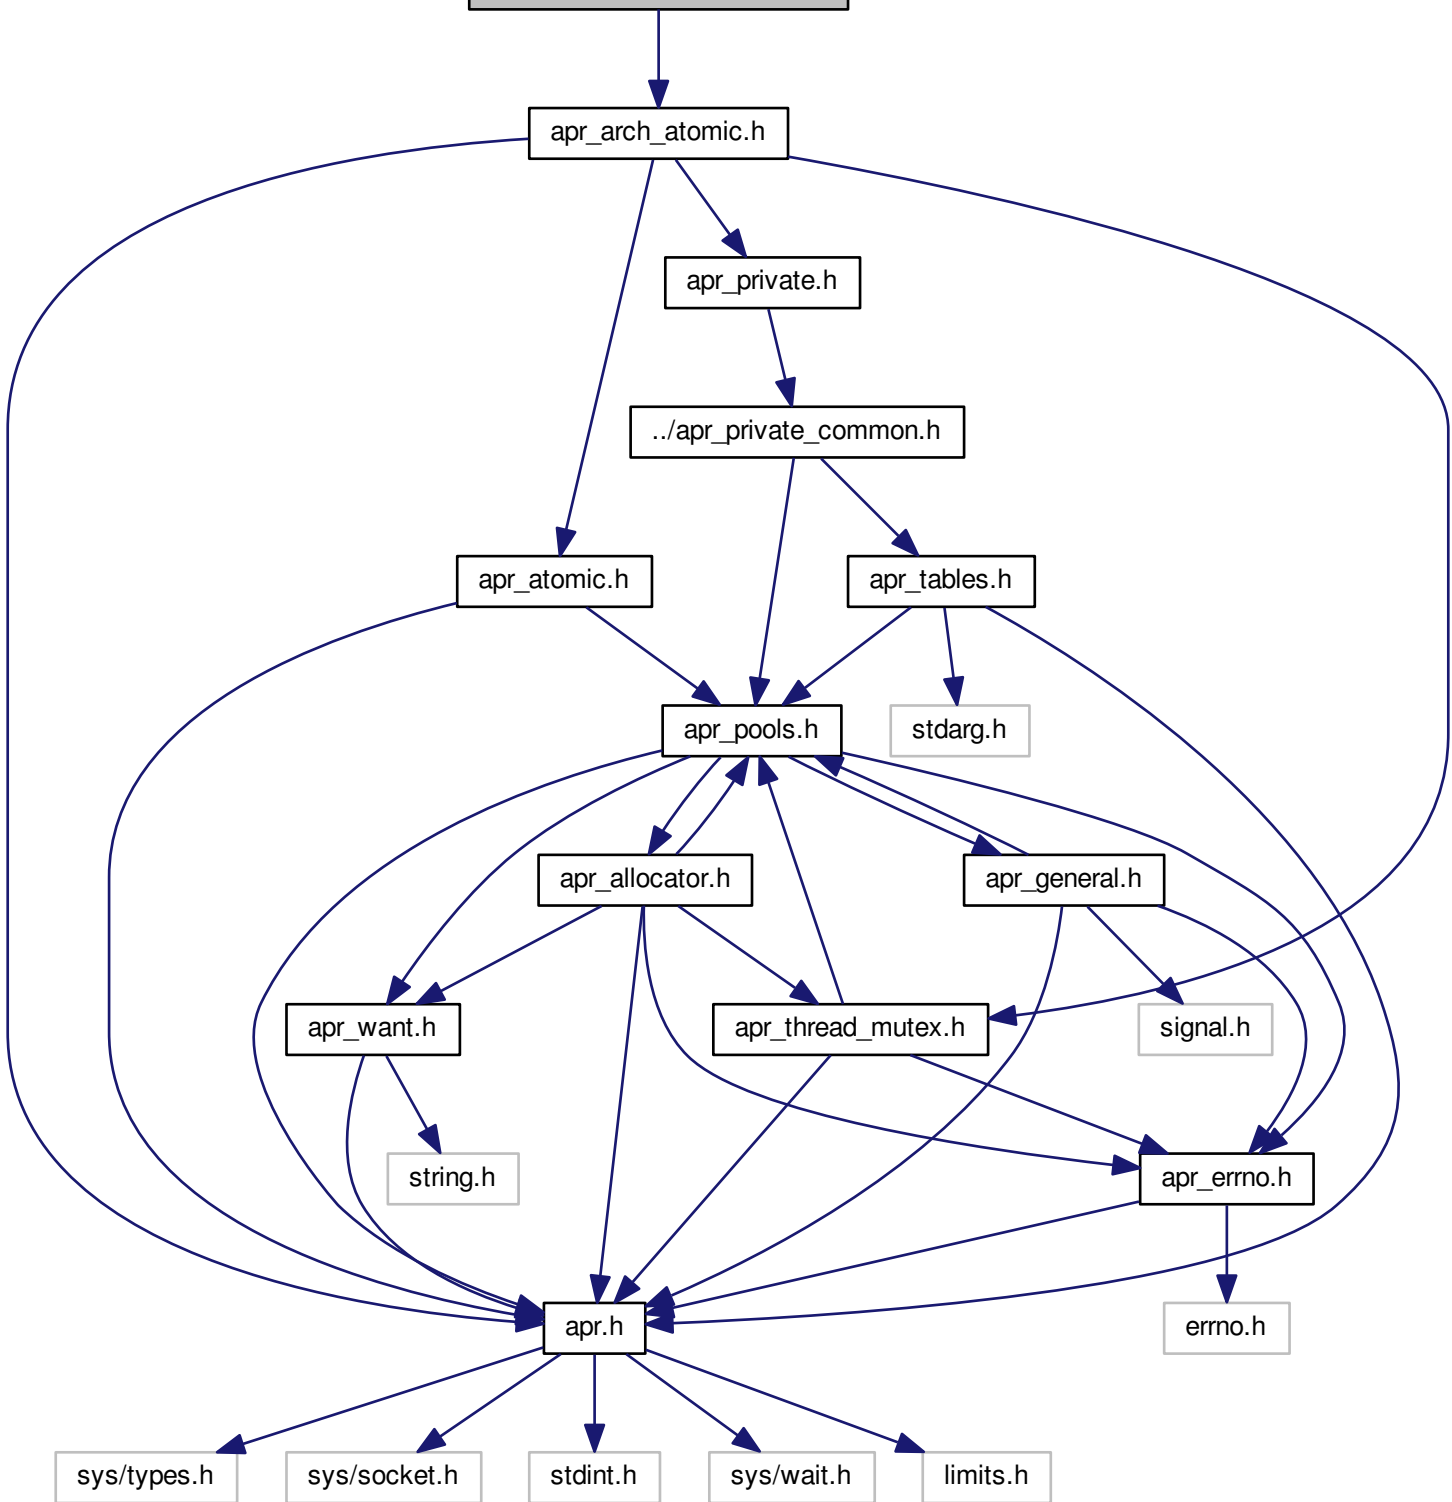 apr_arch_atomic.h
apr_private.h
../apr_private_common.h
apr_atomic.h
apr_tables.h
apr_pools.h
stdarg.h
apr_allocator.h
apr_general.h
apr_want.h
apr_thread_mutex.h
signal.h
string.h
apr_errno.h
apr.h
errno.h
sys/types.h
sys/socket.h
stdint.h
sys/wait.h
limits.h